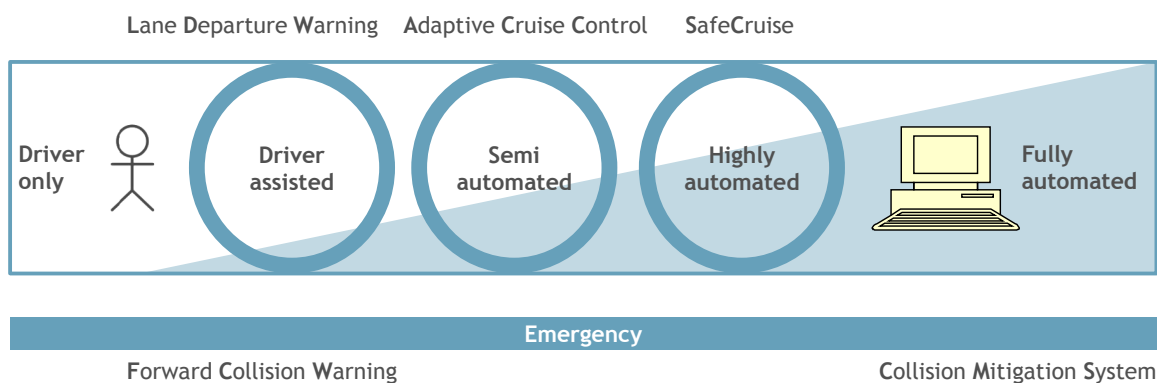 Lane Departure Warning Adaptive Cruise Control SafeCruise
Driver
only
Driver
assisted
Semi
automated
Highly
automated
Fully
automated
Emergency
Forward Collision Warning Collision Mitigation System